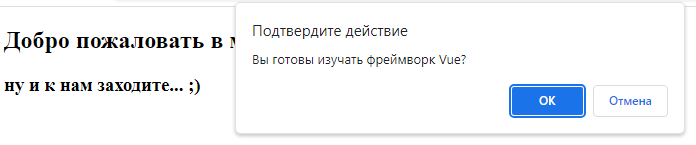 Добро пожаловать в
ну и к нам заходите... ;)
Подтвердите действие
Вы готовы изучать фреймворк Vue?
ОК
Отмена